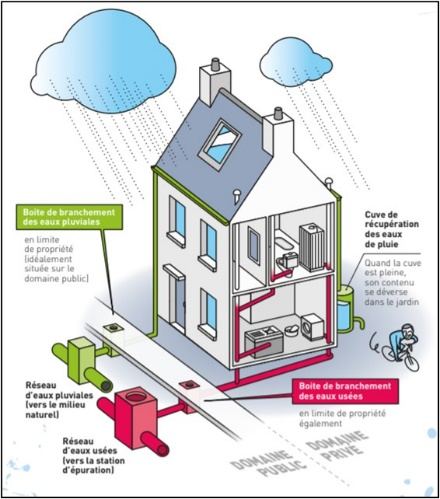 Boite de branchement
des eaux pluviales
en limite
de propriété
(idéalement
située sur le
domaine public)
Cuve de
récupération
des eaux
de pluie
Quand la cuve
est pleine,
son contenu
se déverse
dans le jardin
Réseau
d'eaux pluviales
(vers le milieu
naturel)
Boite de branchement
des eaux usées
en limite de propriété
également
Réseau
d'eaux usées
(vers la station
d'épuration)
DOMAINE
PUBLIC
DOMAINE
PRIVÉ